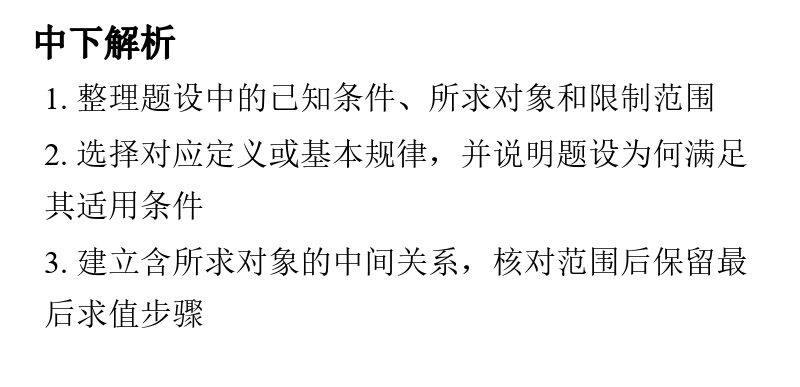 中下解析
1. 整理题设中的已知条件、所求对象和限制范围
2. 选择对应定义或基本规律，并说明题设为何满足
其适用条件
3. 建立含所求对象的中间关系，核对范围后保留最
后求值步骤